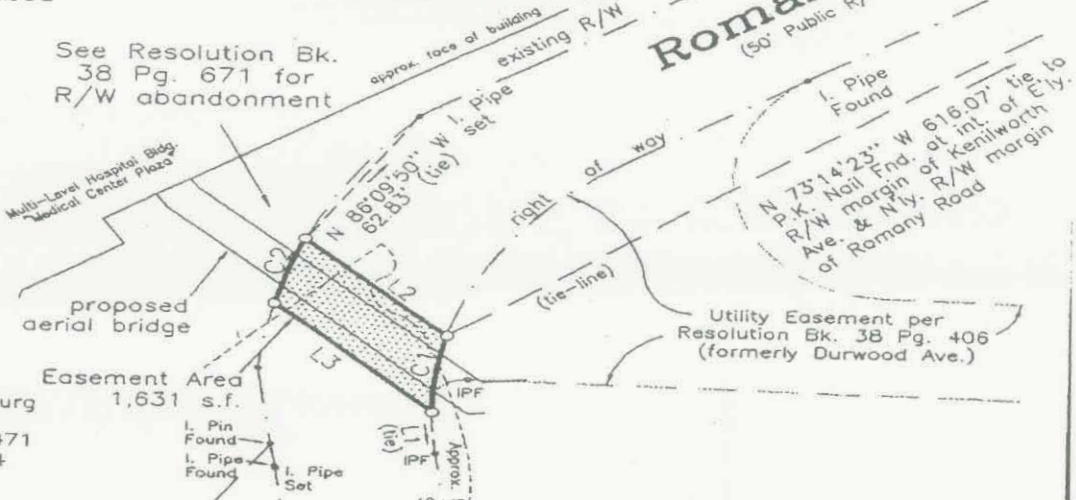 Roma
(50' Public R/
approx. face of building
existing R/W
See Resolution Bk.
38 Pg. 671 for
R/W abandonment
I. Pipe
set
N 86°09'50" W
62.83' (tie)
I. Pipe
Found
N 73°14'23" W 616.07' tie to
P.K. Nail Fnd. at int. of E'ly.
R/W margin of Kenilworth
Ave. & N'ly. R/W margin
of Romany Road
Multi-Level Hospital Bldg.
"Medical Center Plaza"
right of way
C2
L2
(tie-line)
proposed
aerial bridge
Utility Easement per
Resolution Bk. 38 Pg. 406
(formerly Durwood Ave.)
L3
C1
IPF
Easement Area
1,631 s.f.
urg
471
I. Pin
Found
I. Pipe
Found
I. Pipe
Set
L1
(tie)
IPF
Approx.